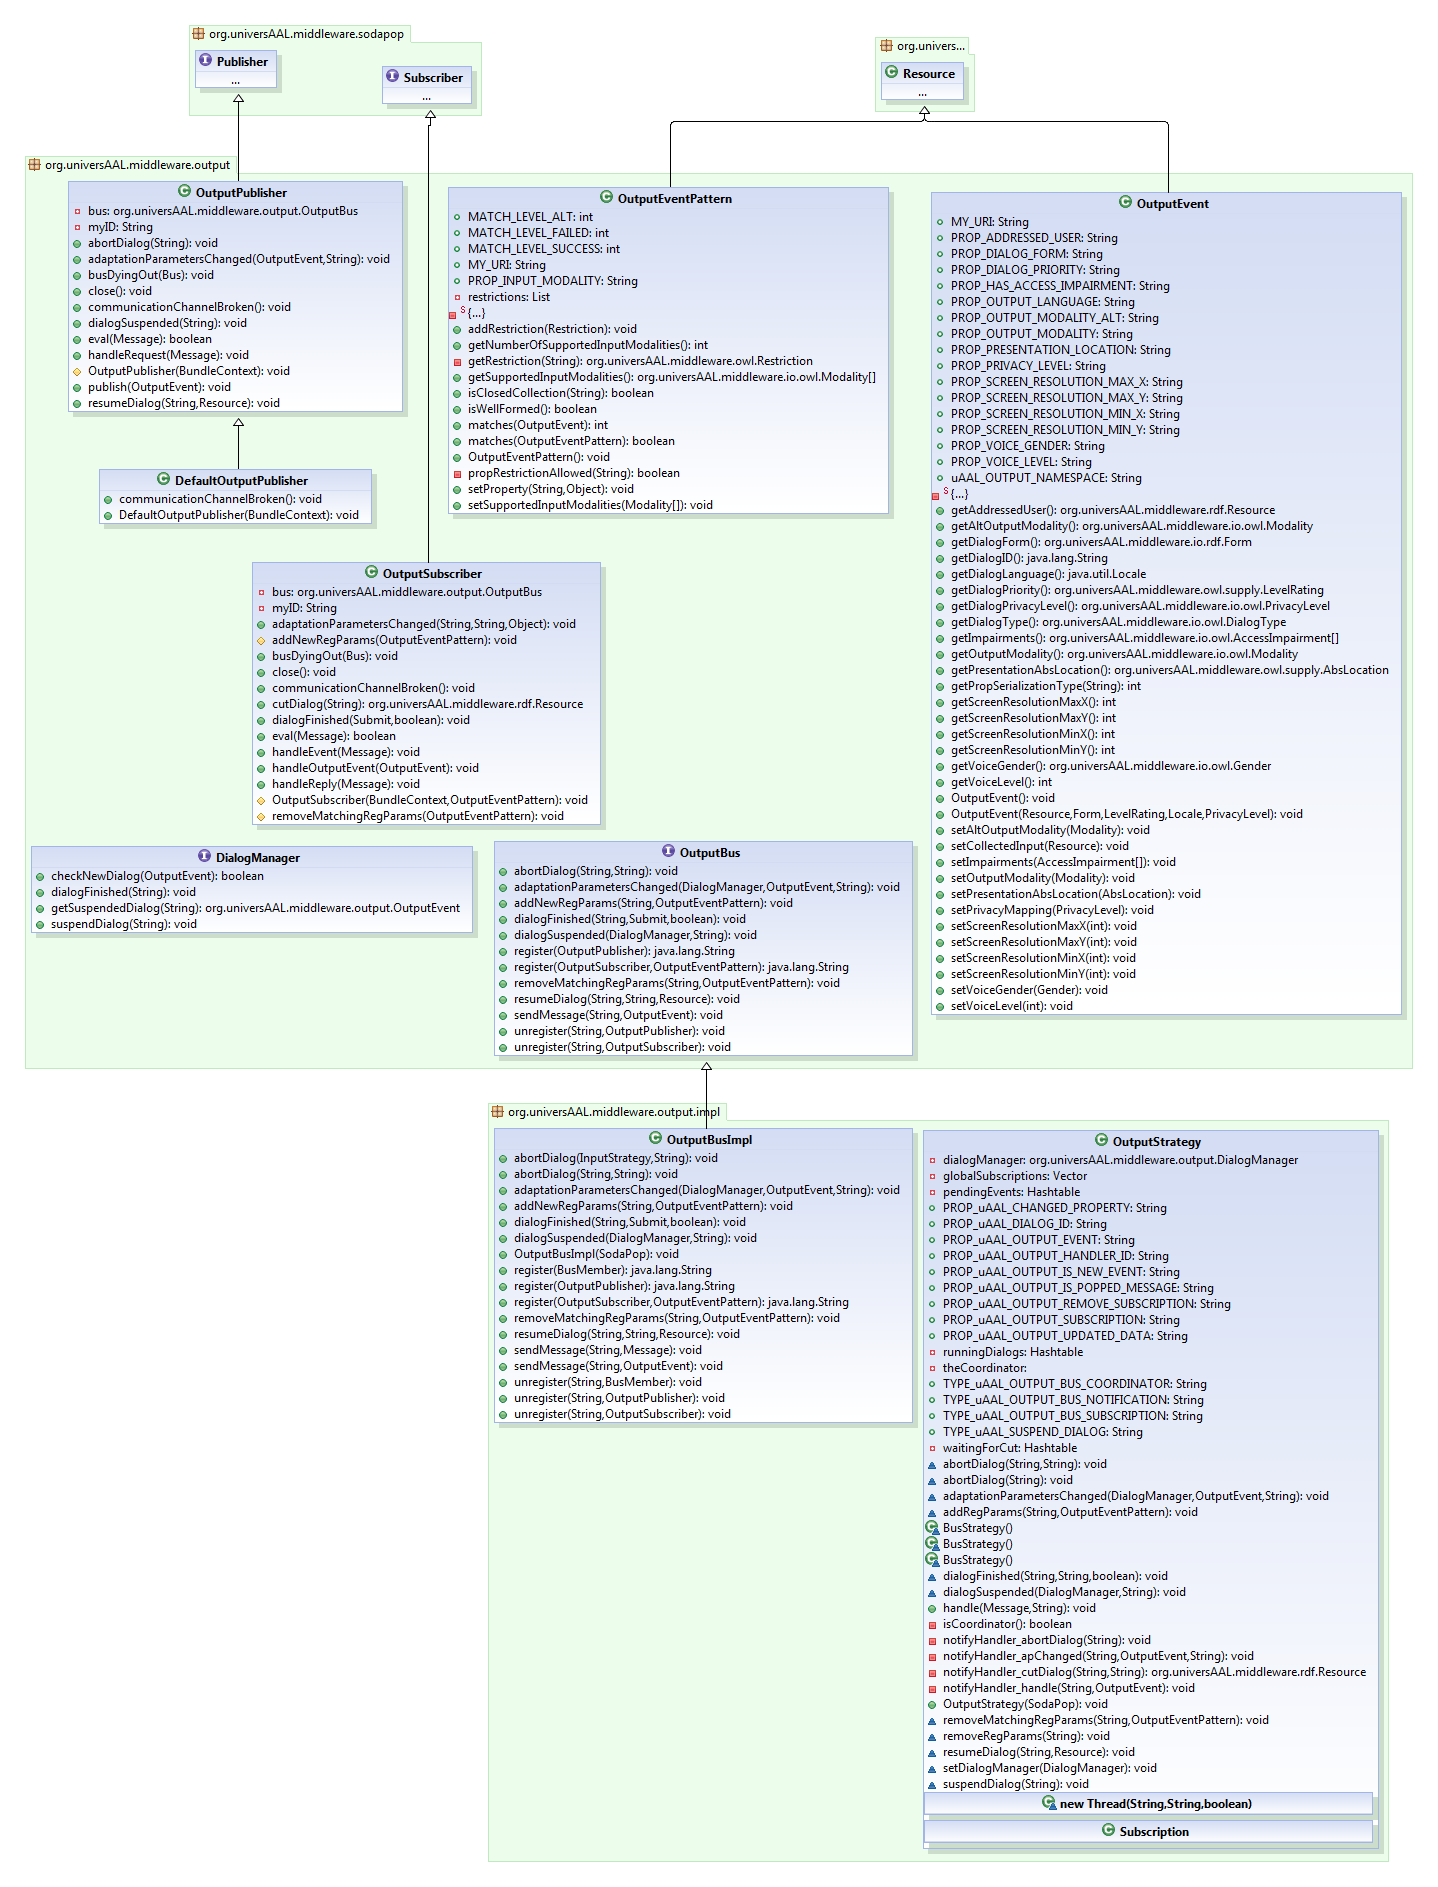 org.universAAL.middleware.sodapop
Publisher
...
Subscriber
...
org.univers...
Resource
...
org.universAAL.middleware.output
OutputPublisher
bus: org.universAAL.middleware.output.OutputBus
myID: String
abortDialog(String): void
adaptationParametersChanged(OutputEvent,String): void
busDyingOut(Bus): void
close(): void
communicationChannelBroken(): void
dialogSuspended(String): void
eval(Message): boolean
handleRequest(Message): void
OutputPublisher(BundleContext): void
publish(OutputEvent): void
resumeDialog(String,Resource): void
DefaultOutputPublisher
communicationChannelBroken(): void
DefaultOutputPublisher(BundleContext): void
OutputEventPattern
MATCH_LEVEL_ALT: int
MATCH_LEVEL_FAILED: int
MATCH_LEVEL_SUCCESS: int
MY_URI: String
PROP_INPUT_MODALITY: String
restrictions: List
S {...}
addRestriction(Restriction): void
getNumberOfSupportedInputModalities(): int
getRestriction(String): org.universAAL.middleware.owl.Restriction
getSupportedInputModalities(): org.universAAL.middleware.io.owl.Modality[]
isClosedCollection(String): boolean
isWellFormed(): boolean
matches(OutputEvent): int
matches(OutputEventPattern): boolean
OutputEventPattern(): void
propRestrictionAllowed(String): boolean
setProperty(String,Object): void
setSupportedInputModalities(Modality[]): void
OutputEvent
MY_URI: String
PROP_ADDRESSED_USER: String
PROP_DIALOG_FORM: String
PROP_DIALOG_PRIORITY: String
PROP_HAS_ACCESS_IMPAIRMENT: String
PROP_OUTPUT_LANGUAGE: String
PROP_OUTPUT_MODALITY_ALT: String
PROP_OUTPUT_MODALITY: String
PROP_PRESENTATION_LOCATION: String
PROP_PRIVACY_LEVEL: String
PROP_SCREEN_RESOLUTION_MAX_X: String
PROP_SCREEN_RESOLUTION_MAX_Y: String
PROP_SCREEN_RESOLUTION_MIN_X: String
PROP_SCREEN_RESOLUTION_MIN_Y: String
PROP_VOICE_GENDER: String
PROP_VOICE_LEVEL: String
uAAL_OUTPUT_NAMESPACE: String
S {...}
getAddressedUser(): org.universAAL.middleware.rdf.Resource
getAltOutputModality(): org.universAAL.middleware.io.owl.Modality
getDialogForm(): org.universAAL.middleware.io.rdf.Form
getDialogID(): java.lang.String
getDialogLanguage(): java.util.Locale
getDialogPriority(): org.universAAL.middleware.owl.supply.LevelRating
getDialogPrivacyLevel(): org.universAAL.middleware.io.owl.PrivacyLevel
getDialogType(): org.universAAL.middleware.io.owl.DialogType
getImpairments(): org.universAAL.middleware.io.owl.AccessImpairment[]
getOutputModality(): org.universAAL.middleware.io.owl.Modality
getPresentationAbsLocation(): org.universAAL.middleware.owl.supply.AbsLocation
getPropSerializationType(String): int
getScreenResolutionMaxX(): int
getScreenResolutionMaxY(): int
getScreenResolutionMinX(): int
getScreenResolutionMinY(): int
getVoiceGender(): org.universAAL.middleware.io.owl.Gender
getVoiceLevel(): int
OutputEvent(): void
OutputEvent(Resource,Form,LevelRating,Locale,PrivacyLevel): void
setAltOutputModality(Modality): void
setCollectedInput(Resource): void
setImpairments(AccessImpairment[]): void
setOutputModality(Modality): void
setPresentationAbsLocation(AbsLocation): void
setPrivacyMapping(PrivacyLevel): void
setScreenResolutionMaxX(int): void
setScreenResolutionMaxY(int): void
setScreenResolutionMinX(int): void
setScreenResolutionMinY(int): void
setVoiceGender(Gender): void
setVoiceLevel(int): void
OutputSubscriber
bus: org.universAAL.middleware.output.OutputBus
myID: String
adaptationParametersChanged(String,String,Object): void
addNewRegParams(OutputEventPattern): void
busDyingOut(Bus): void
close(): void
communicationChannelBroken(): void
cutDialog(String): org.universAAL.middleware.rdf.Resource
dialogFinished(Submit,boolean): void
eval(Message): boolean
handleEvent(Message): void
handleOutputEvent(OutputEvent): void
handleReply(Message): void
OutputSubscriber(BundleContext,OutputEventPattern): void
removeMatchingRegParams(OutputEventPattern): void
DialogManager
checkNewDialog(OutputEvent): boolean
dialogFinished(String): void
getSuspendedDialog(String): org.universAAL.middleware.output.OutputEvent
suspendDialog(String): void
OutputBus
abortDialog(String,String): void
adaptationParametersChanged(DialogManager,OutputEvent,String): void
addNewRegParams(String,OutputEventPattern): void
dialogFinished(String,Submit,boolean): void
dialogSuspended(DialogManager,String): void
register(OutputPublisher): java.lang.String
register(OutputSubscriber,OutputEventPattern): java.lang.String
removeMatchingRegParams(String,OutputEventPattern): void
resumeDialog(String,String,Resource): void
sendMessage(String,OutputEvent): void
unregister(String,OutputPublisher): void
unregister(String,OutputSubscriber): void
org.universAAL.middleware.output.impl
OutputBusImpl
abortDialog(InputStrategy,String): void
abortDialog(String,String): void
adaptationParametersChanged(DialogManager,OutputEvent,String): void
addNewRegParams(String,OutputEventPattern): void
dialogFinished(String,Submit,boolean): void
dialogSuspended(DialogManager,String): void
OutputBusImpl(SodaPop): void
register(BusMember): java.lang.String
register(OutputPublisher): java.lang.String
register(OutputSubscriber,OutputEventPattern): java.lang.String
removeMatchingRegParams(String,OutputEventPattern): void
resumeDialog(String,String,Resource): void
sendMessage(String,Message): void
sendMessage(String,OutputEvent): void
unregister(String,BusMember): void
unregister(String,OutputPublisher): void
unregister(String,OutputSubscriber): void
OutputStrategy
dialogManager: org.universAAL.middleware.output.DialogManager
globalSubscriptions: Vector
pendingEvents: Hashtable
PROP_uAAL_CHANGED_PROPERTY: String
PROP_uAAL_DIALOG_ID: String
PROP_uAAL_OUTPUT_EVENT: String
PROP_uAAL_OUTPUT_HANDLER_ID: String
PROP_uAAL_OUTPUT_IS_NEW_EVENT: String
PROP_uAAL_OUTPUT_IS_POPPED_MESSAGE: String
PROP_uAAL_OUTPUT_REMOVE_SUBSCRIPTION: String
PROP_uAAL_OUTPUT_SUBSCRIPTION: String
PROP_uAAL_OUTPUT_UPDATED_DATA: String
runningDialogs: Hashtable
theCoordinator:
TYPE_uAAL_OUTPUT_BUS_COORDINATOR: String
TYPE_uAAL_OUTPUT_BUS_NOTIFICATION: String
TYPE_uAAL_OUTPUT_BUS_SUBSCRIPTION: String
TYPE_uAAL_SUSPEND_DIALOG: String
waitingForCut: Hashtable
abortDialog(String,String): void
abortDialog(String): void
adaptationParametersChanged(DialogManager,OutputEvent,String): void
addRegParams(String,OutputEventPattern): void
BusStrategy()
BusStrategy()
BusStrategy()
dialogFinished(String,String,boolean): void
dialogSuspended(DialogManager,String): void
handle(Message,String): void
isCoordinator(): boolean
notifyHandler_abortDialog(String): void
notifyHandler_apChanged(String,OutputEvent,String): void
notifyHandler_cutDialog(String,String): org.universAAL.middleware.rdf.Resource
notifyHandler_handle(String,OutputEvent): void
OutputStrategy(SodaPop): void
removeMatchingRegParams(String,OutputEventPattern): void
removeRegParams(String): void
resumeDialog(String,Resource): void
setDialogManager(DialogManager): void
suspendDialog(String): void
new Thread(String,String,boolean)
Subscription